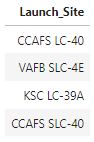 Launch_Site
CCAFS LC-40
VAFB SLC-4E
KSC LC-39A
CCAFS SLC-40